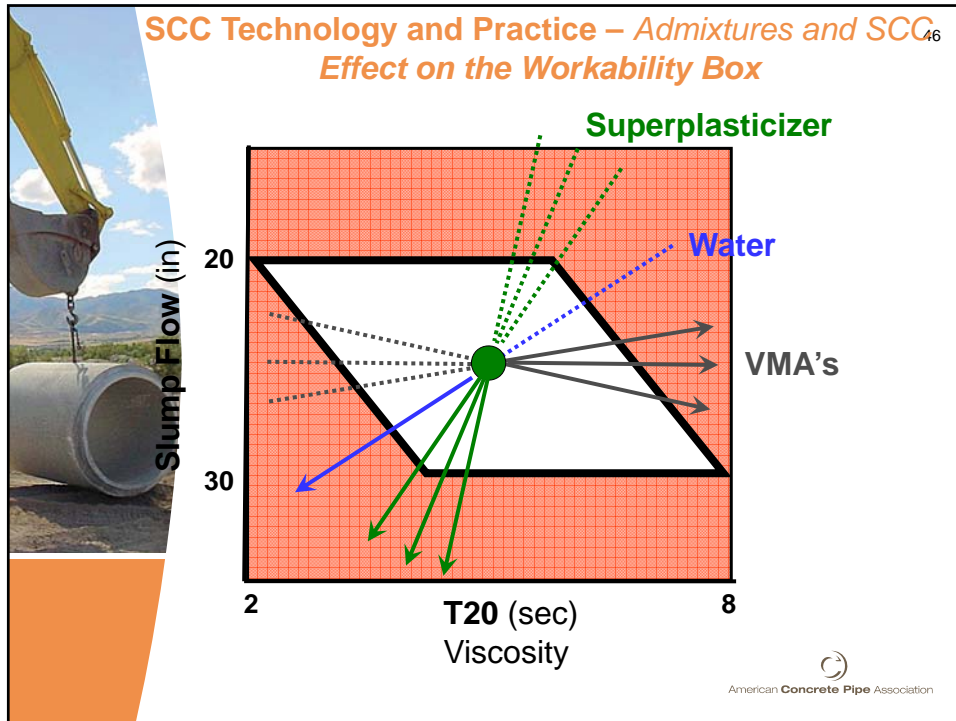 SCC Technology and Practice – Admixtures and SCC
46
Effect on the Workability Box
Superplasticizer
Water
VMA's
Slump Flow (in)
20
30
2
8
T20 (sec)
Viscosity
American Concrete Pipe Association